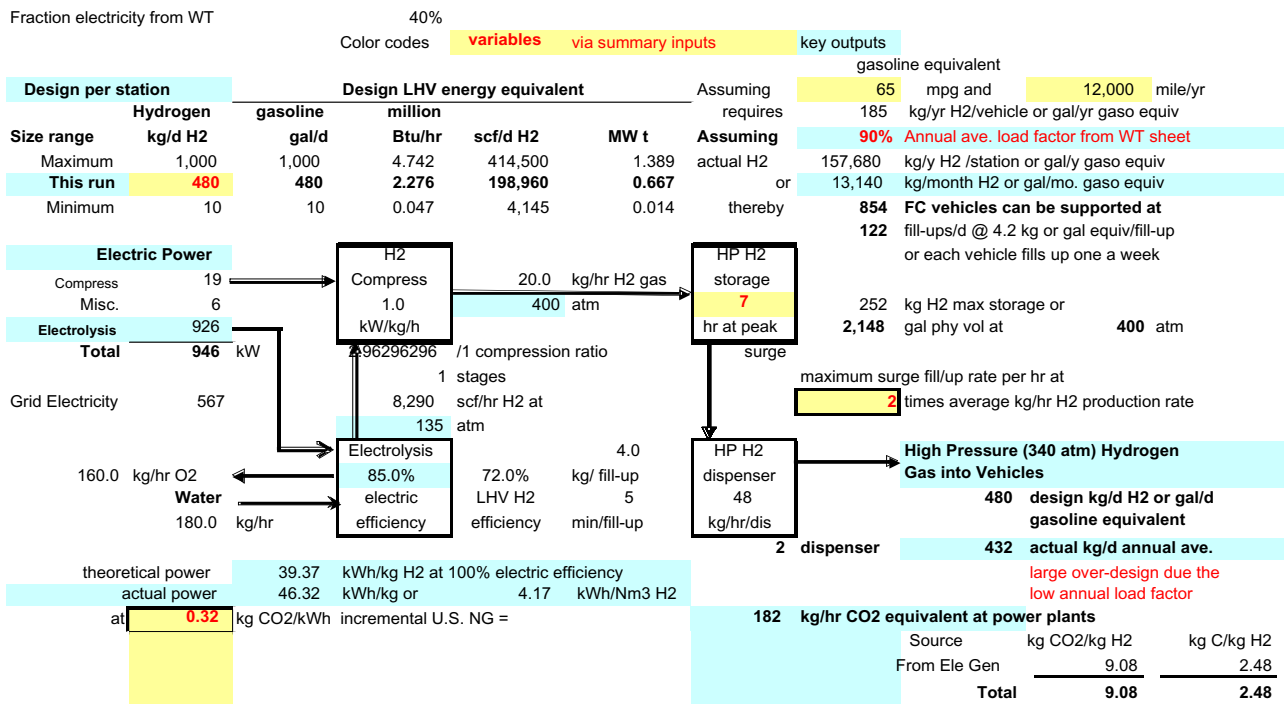 Fraction electricity from WT 40%
Color codes variables via summary inputs key outputs
gasoline equivalent
Design per station Design LHV energy equivalent Assuming 65 mpg and 12,000 mile/yr
Hydrogen gasoline million requires 185 kg/yr H2/vehicle or gal/yr gaso equiv
Size range kg/d H2 gal/d Btu/hr scf/d H2 MW t Assuming 90% Annual ave. load factor from WT sheet
Maximum 1,000 1,000 4.742 414,500 1.389 actual H2 157,680 kg/y H2 /station or gal/y gaso equiv
This run 480 480 2.276 198,960 0.667 or 13,140 kg/month H2 or gal/mo. gaso equiv
Minimum 10 10 0.047 4,145 0.014 thereby 854 FC vehicles can be supported at
122 fill-ups/d @ 4.2 kg or gal equiv/fill-up
Electric Power H2 HP H2 or each vehicle fills up one a week
Compress 19 Compress 20.0 kg/hr H2 gas storage
Misc. 6 1.0 400 atm 7 252 kg H2 max storage or
Electrolysis 926 kW/kg/h hr at peak 2,148 gal phy vol at 400 atm
Total 946 kW 2.96296296 /1 compression ratio surge
1 stages maximum surge fill/up rate per hr at
Grid Electricity 567 8,290 scf/hr H2 at 2 times average kg/hr H2 production rate
135 atm
Electrolysis 4.0 HP H2 High Pressure (340 atm) Hydrogen
160.0 kg/hr O2 85.0% 72.0% kg/ fill-up dispenser Gas into Vehicles
Water electric LHV H2 5 48 480 design kg/d H2 or gal/d
180.0 kg/hr efficiency efficiency min/fill-up kg/hr/dis gasoline equivalent
2 dispenser 432 actual kg/d annual ave.
theoretical power 39.37 kWh/kg H2 at 100% electric efficiency large over-design due the
actual power 46.32 kWh/kg or 4.17 kWh/Nm3 H2 low annual load factor
at 0.32 kg CO2/kWh incremental U.S. NG = 182 kg/hr CO2 equivalent at power plants
Source kg CO2/kg H2 kg C/kg H2
From Ele Gen 9.08 2.48
Total 9.08 2.48